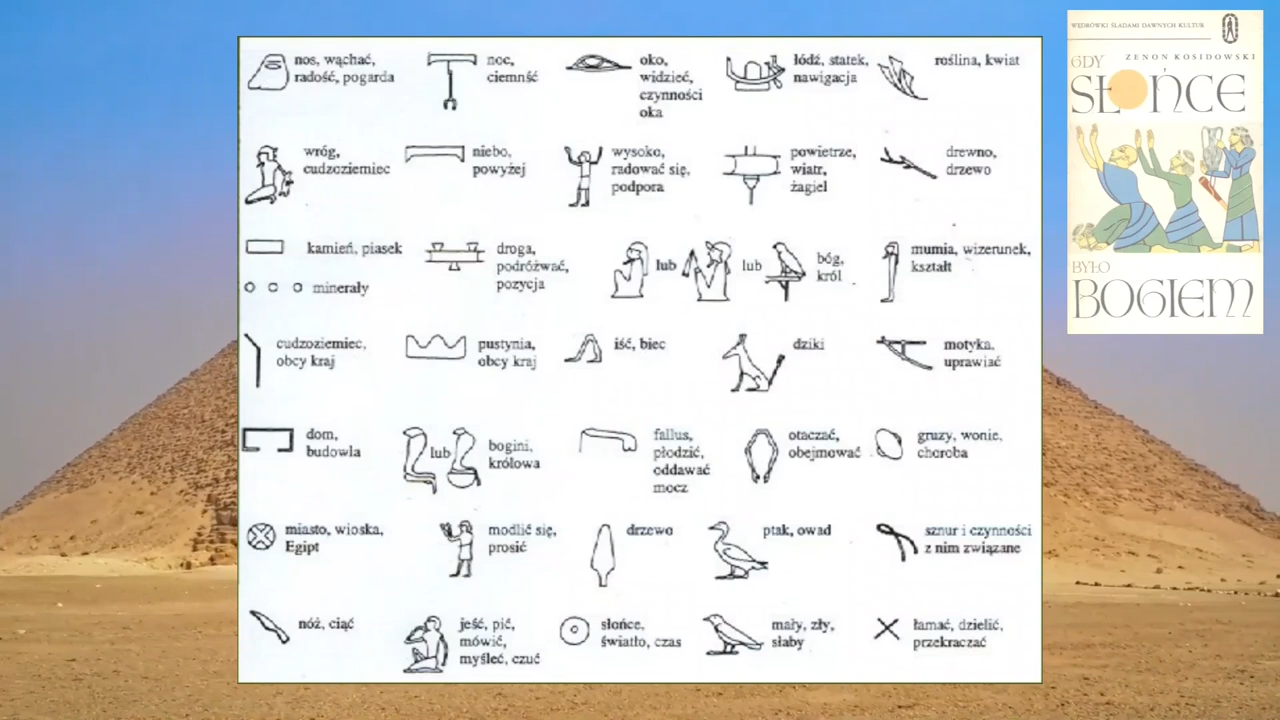 nos, wąchać,
radość, pogarda
noc,
ciemnść
oko,
widzieć,
czynności
oka
łódź, statek,
nawigacja
roślina, kwiat
wróg,
cudzoziemiec
niebo,
powyżej
wysoko,
radować się,
podpora
powietrze,
wiatr,
żagiel
drewno,
drzewo
kamień, piasek
minerały
droga,
podróżwać,
pozycja
lub
lub
bóg,
król
mumia, wizerunek,
kształt
cudzoziemiec,
obcy kraj
pustynia,
obcy kraj
iść, biec
dziki
motyka,
uprawiać
dom,
budowla
lub
bogini,
królowa
fallus,
płodzić,
oddawać
mocz
otaczać,
obejmować
gruzy, wonie,
choroba
miasto, wioska,
Egipt
modlić się,
prosić
drzewo
ptak, owad
sznur i czynności
z nim związane
nóż, ciąć
jeść, pić,
mówić,
myśleć, czuć
słońce,
światło, czas
mały, zły,
słaby
łamać, dzielić,
przekraczać
WĘDRÓWKI ŚLADAMI DAWNYCH KULTUR
ZENON KOSIDOWSKI
GDY
SŁOŃCE
BYŁO
BOGIEM